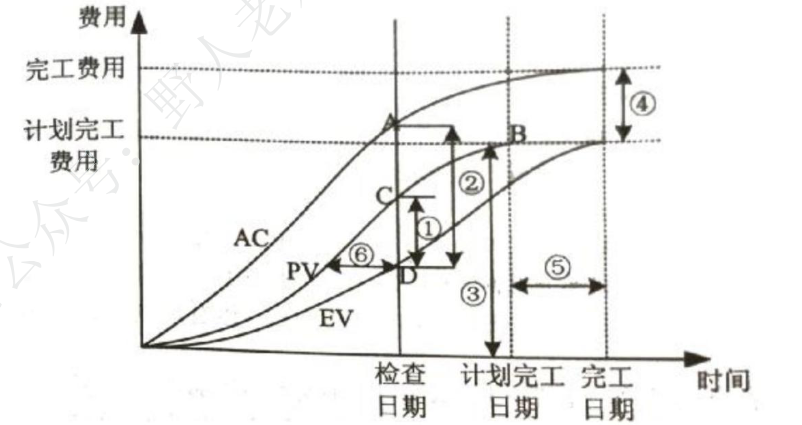 费用
完工费用
计划完工
费用
A
B
C
D
AC
PV
EV
①
②
③
④
⑤
⑥
检查
日期
计划完工
日期
完工
日期
时间
公众号：野人老